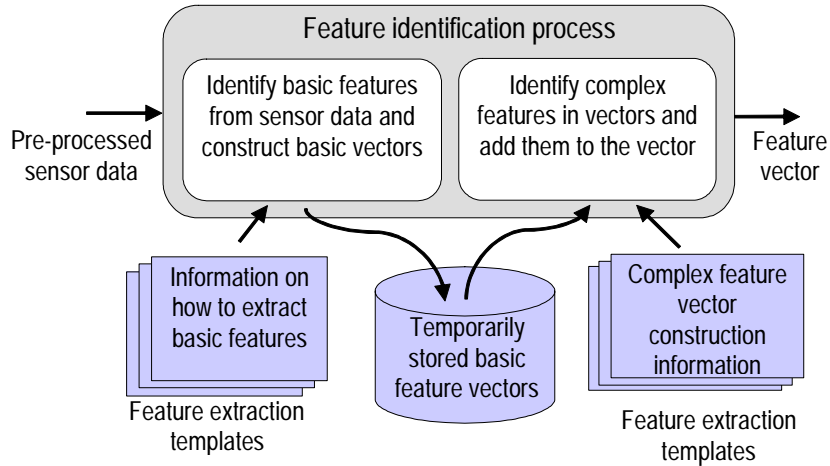 Feature identification process
Identify basic features
from sensor data and
construct basic vectors
Identify complex
features in vectors and
add them to the vector
Pre-processed
sensor data
Feature
vector
Information on
how to extract
basic features
Feature extraction
templates
Temporarily
stored basic
feature vectors
Complex feature
vector
construction
information
Feature extraction
templates